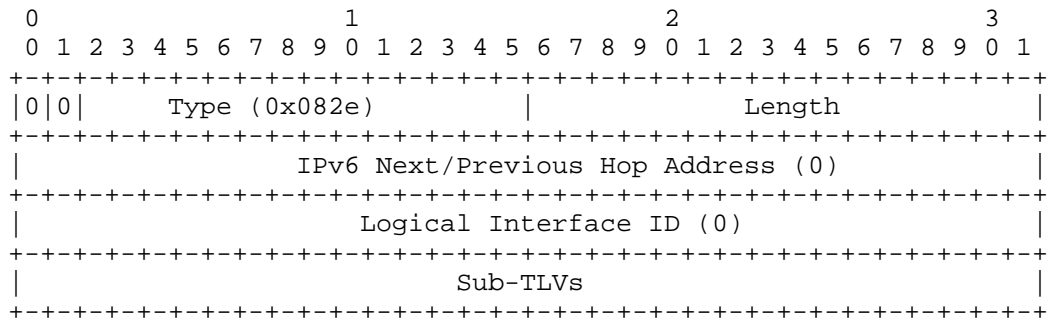 0                   1                   2                   3
 0 1 2 3 4 5 6 7 8 9 0 1 2 3 4 5 6 7 8 9 0 1 2 3 4 5 6 7 8 9 0 1
+-+-+-+-+-+-+-+-+-+-+-+-+-+-+-+-+-+-+-+-+-+-+-+-+-+-+-+-+-+-+-+-+
|0|0|     Type (0x082e)         |             Length            |
+-+-+-+-+-+-+-+-+-+-+-+-+-+-+-+-+-+-+-+-+-+-+-+-+-+-+-+-+-+-+-+-+
|                 IPv6 Next/Previous Hop Address (0)            |
+-+-+-+-+-+-+-+-+-+-+-+-+-+-+-+-+-+-+-+-+-+-+-+-+-+-+-+-+-+-+-+-+
|                     Logical Interface ID (0)                  |
+-+-+-+-+-+-+-+-+-+-+-+-+-+-+-+-+-+-+-+-+-+-+-+-+-+-+-+-+-+-+-+-+
|                           Sub-TLVs                            |
+-+-+-+-+-+-+-+-+-+-+-+-+-+-+-+-+-+-+-+-+-+-+-+-+-+-+-+-+-+-+-+-+